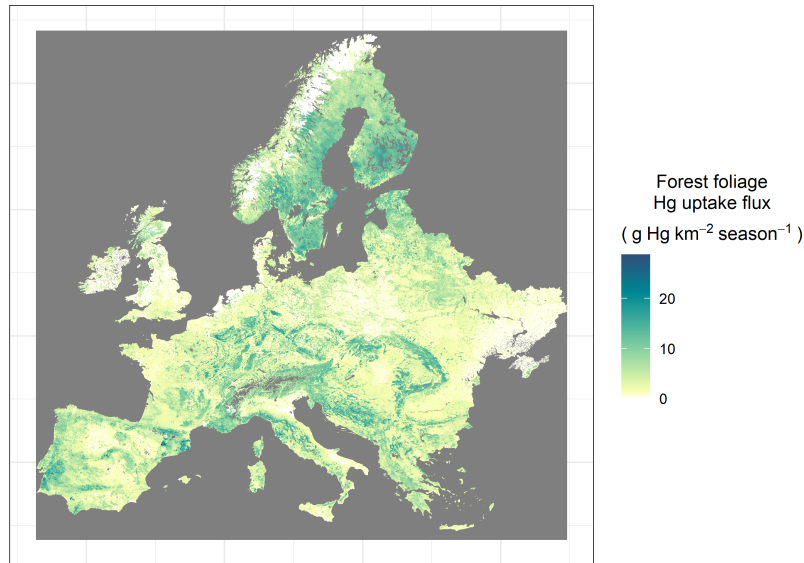 Forest foliage
Hg uptake flux
( g Hg km⁻² season⁻¹ )
20
10
0